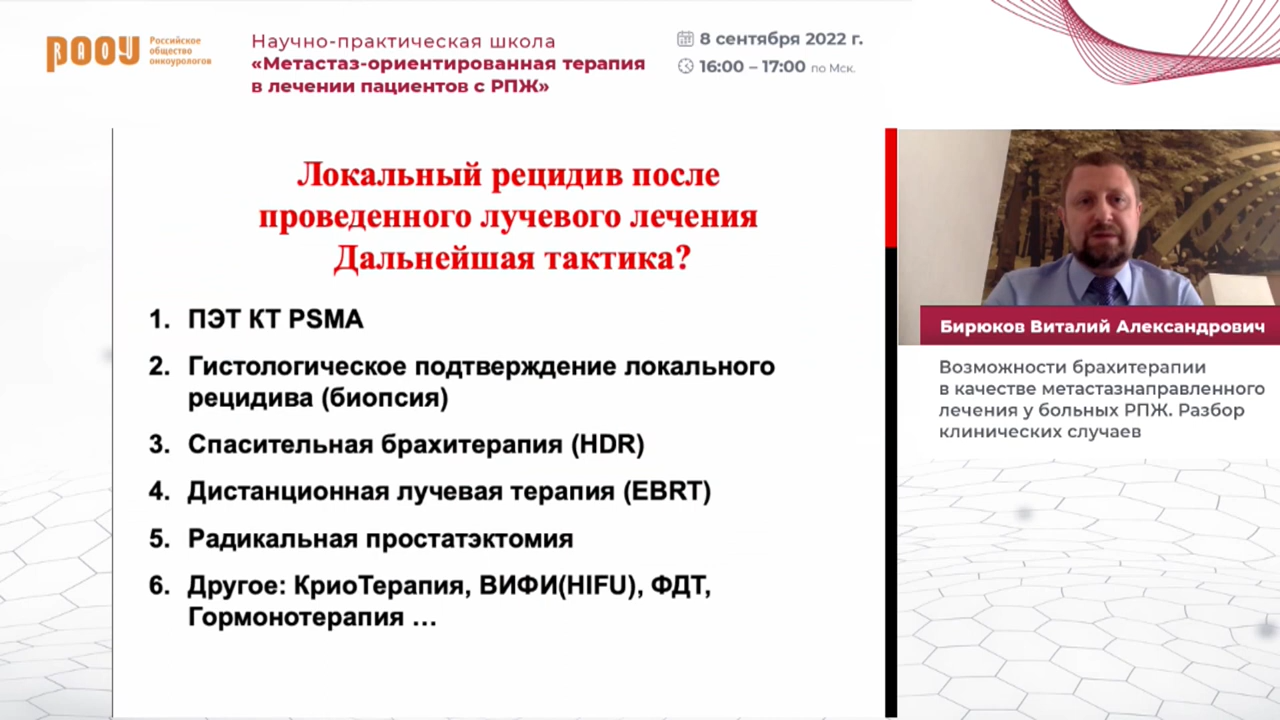 РАОУ
Российское
общество
онкоурологов
Научно-практическая школа
«Метастаз-ориентированная терапия
в лечении пациентов с РПЖ»
8 сентября 2022 г.
16:00 – 17:00 по Мск.
Локальный рецидив после
проведенного лучевого лечения
Дальнейшая тактика?
1. ПЭТ КТ PSMA
2. Гистологическое подтверждение локального
рецидива (биопсия)
3. Спасительная брахитерапия (HDR)
4. Дистанционная лучевая терапия (EBRT)
5. Радикальная простатэктомия
6. Другое: КриоТерапия, ВИФИ(HIFU), ФДТ,
Гормонотерапия ...
Бирюков Виталий Александрович
Возможности брахитерапии
в качестве метастазнаправленного
лечения у больных РПЖ. Разбор
клинических случаев